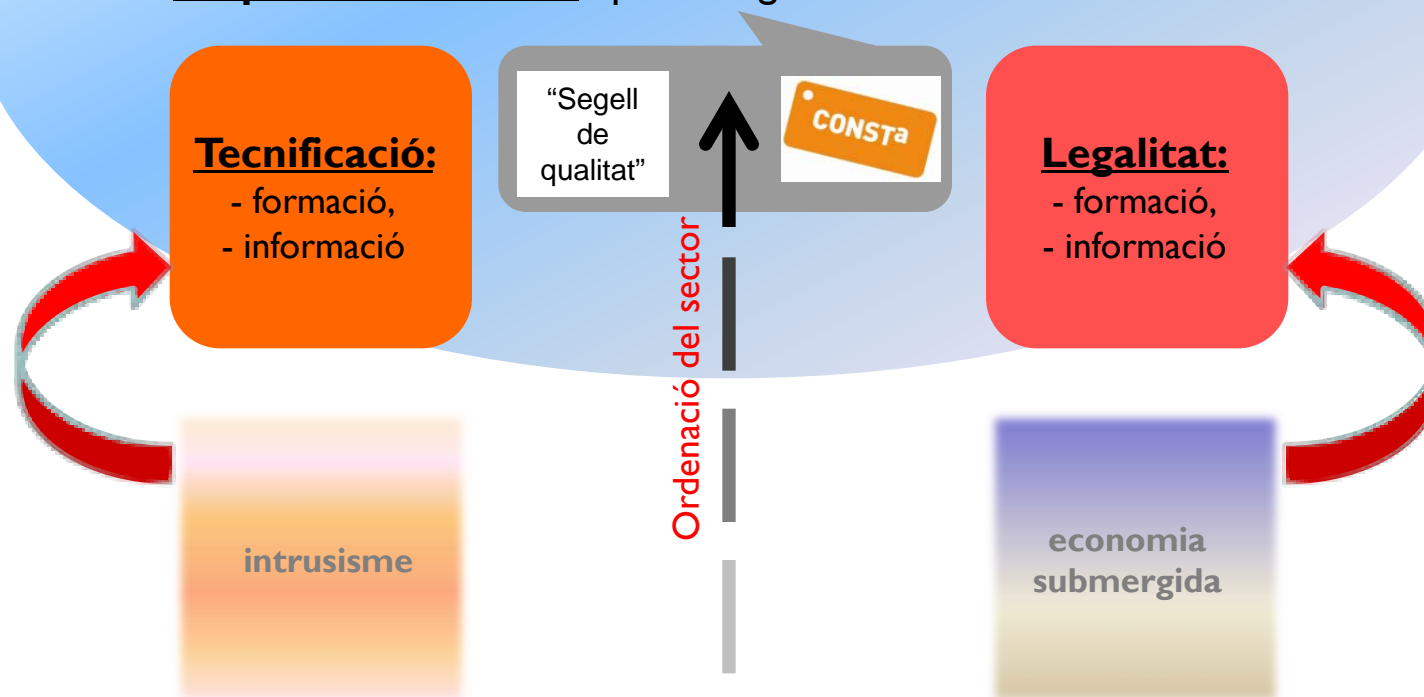 “Segell
de
qualitat”
CONSTa
Tecnificació:
- formació,
- informació
Legalitat:
- formació,
- informació
Ordenació del sector
intrusisme
economia
submergida